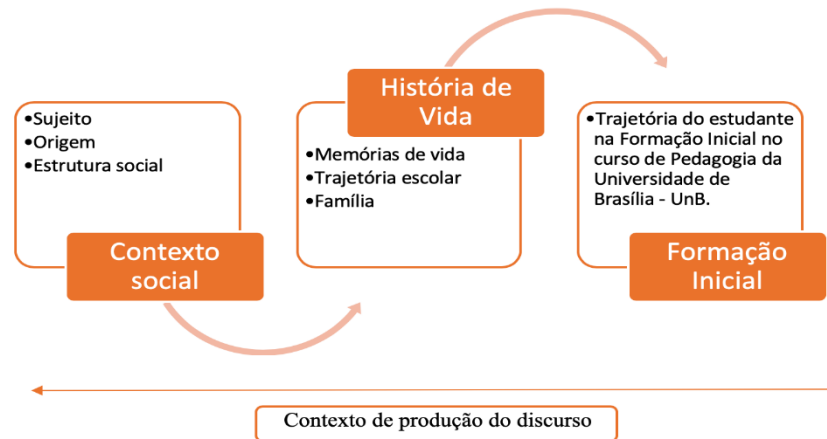 •Sujeito
•Origem
•Estrutura social
Contexto
social
História de
Vida
•Memórias de vida
•Trajetória escolar
•Família
•Trajetória do estudante
na Formação Inicial no
curso de Pedagogia da
Universidade de
Brasília - UnB.
Formação
Inicial
Contexto de produção do discurso